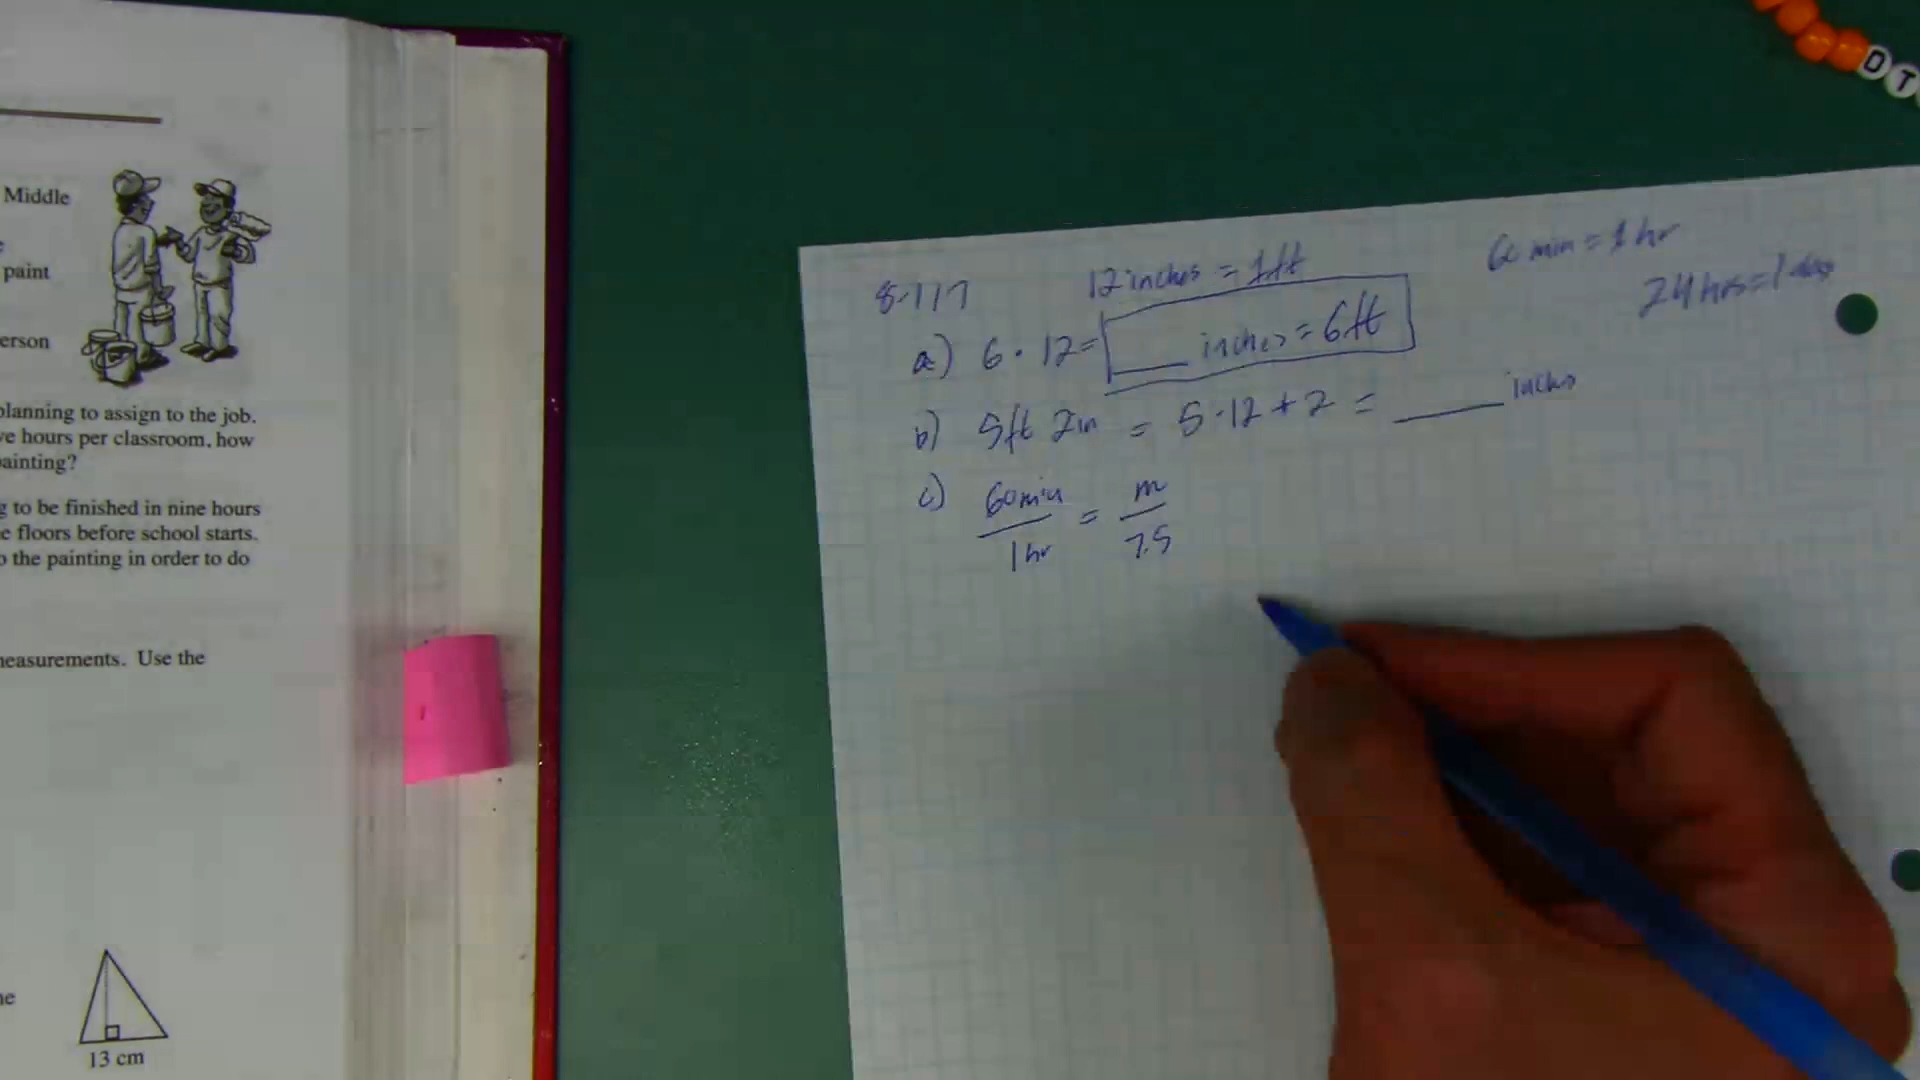 Middle
paint
erson
planning to assign to the job.
ve hours per classroom, how
painting?
g to be finished in nine hours
e floors before school starts.
o the painting in order to do
measurements. Use the
ne
13 cm
8-117
12 inches = 1ft
60 min = 1 hr
24 hrs = 1 day
a) 6 · 12 = ___ inches = 6ft
b) 5ft 2in = 5·12 + 2 = ___ inches
c) 60min/1hr = m/7.5
DT